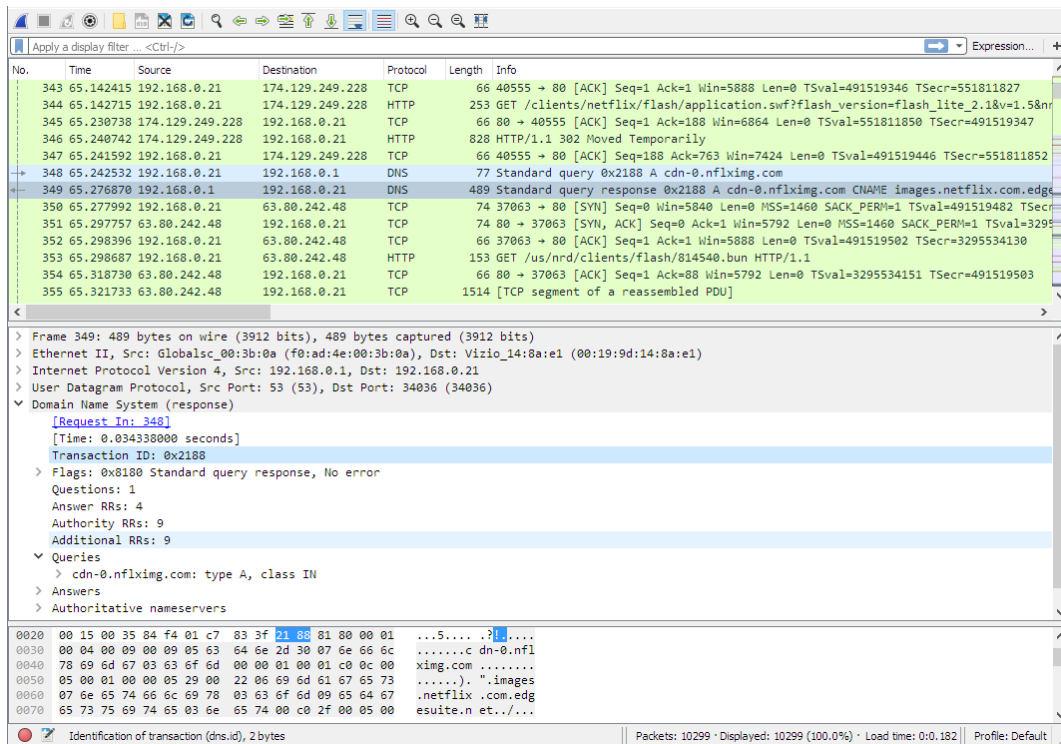 Apply a display filter ... <Ctrl-/>
Expression...
+
No. Time Source Destination Protocol Length Info
343 65.142415 192.168.0.21 174.129.249.228 TCP 66 40555 → 80 [ACK] Seq=1 Ack=1 Win=5888 Len=0 TSval=491519346 TSecr=551811827
344 65.142715 192.168.0.21 174.129.249.228 HTTP 253 GET /clients/netflix/flash/application.swf?flash_version=flash_lite_2.1&v=1.5&nr
345 65.230738 174.129.249.228 192.168.0.21 TCP 66 80 → 40555 [ACK] Seq=1 Ack=188 Win=6864 Len=0 TSval=551811850 TSecr=491519347
346 65.240742 174.129.249.228 192.168.0.21 HTTP 828 HTTP/1.1 302 Moved Temporarily
347 65.241592 192.168.0.21 174.129.249.228 TCP 66 40555 → 80 [ACK] Seq=188 Ack=763 Win=7424 Len=0 TSval=491519446 TSecr=551811852
348 65.242532 192.168.0.21 192.168.0.1 DNS 77 Standard query 0x2188 A cdn-0.nflximg.com
349 65.276870 192.168.0.1 192.168.0.21 DNS 489 Standard query response 0x2188 A cdn-0.nflximg.com CNAME images.netflix.com.edge
350 65.277992 192.168.0.21 63.80.242.48 TCP 74 37063 → 80 [SYN] Seq=0 Win=5840 Len=0 MSS=1460 SACK_PERM=1 TSval=491519482 TSecr
351 65.297757 63.80.242.48 192.168.0.21 TCP 74 80 → 37063 [SYN, ACK] Seq=0 Ack=1 Win=5792 Len=0 MSS=1460 SACK_PERM=1 TSval=3295
352 65.298396 192.168.0.21 63.80.242.48 TCP 66 37063 → 80 [ACK] Seq=1 Ack=1 Win=5888 Len=0 TSval=491519502 TSecr=3295534130
353 65.298687 192.168.0.21 63.80.242.48 HTTP 153 GET /us/nrd/clients/flash/814540.bun HTTP/1.1
354 65.318730 63.80.242.48 192.168.0.21 TCP 66 80 → 37063 [ACK] Seq=1 Ack=88 Win=5792 Len=0 TSval=3295534151 TSecr=491519503
355 65.321733 63.80.242.48 192.168.0.21 TCP 1514 [TCP segment of a reassembled PDU]
Frame 349: 489 bytes on wire (3912 bits), 489 bytes captured (3912 bits)
Ethernet II, Src: Globalsc_00:3b:0a (f0:ad:4e:00:3b:0a), Dst: Vizio_14:8a:e1 (00:19:9d:14:8a:e1)
Internet Protocol Version 4, Src: 192.168.0.1, Dst: 192.168.0.21
User Datagram Protocol, Src Port: 53 (53), Dst Port: 34036 (34036)
Domain Name System (response)
[Request In: 348]
[Time: 0.034338000 seconds]
Transaction ID: 0x2188
Flags: 0x8180 Standard query response, No error
Questions: 1
Answer RRs: 4
Authority RRs: 9
Additional RRs: 9
Queries
cdn-0.nflximg.com: type A, class IN
Answers
Authoritative nameservers
0020 00 15 00 35 84 f4 01 c7 83 3f 21 88 81 80 00 01 ...5.... .?!.....
0030 00 04 00 09 00 09 05 63 64 6e 2d 30 07 6e 66 6c .......c dn-0.nfl
0040 78 69 6d 67 03 63 6f 6d 00 00 01 00 01 c0 0c 00 ximg.com ........
0050 05 00 01 00 00 05 29 00 22 06 69 6d 61 67 65 73 ......). ".images
0060 07 6e 65 74 66 6c 69 78 03 63 6f 6d 09 65 64 67 .netflix .com.edg
0070 65 73 75 69 74 65 03 6e 65 74 00 c0 2f 00 05 00 esuite.n et../...
Identification of transaction (dns.id), 2 bytes
Packets: 10299 · Displayed: 10299 (100.0%) · Load time: 0:0.182
Profile: Default